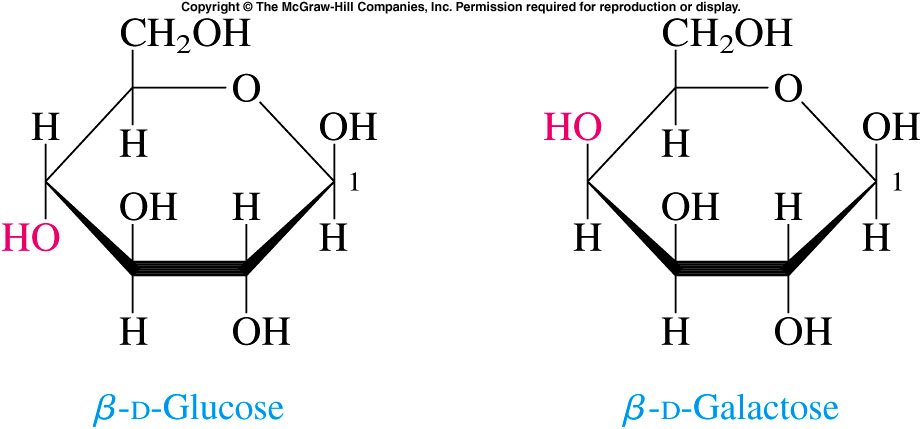 Copyright © The McGraw-Hill Companies, Inc. Permission required for reproduction or display.
CH₂OH
O
H
OH
H
1
OH
H
HO
H
H
OH
β-D-Glucose
CH₂OH
O
HO
OH
H
1
OH
H
H
H
H
OH
β-D-Galactose